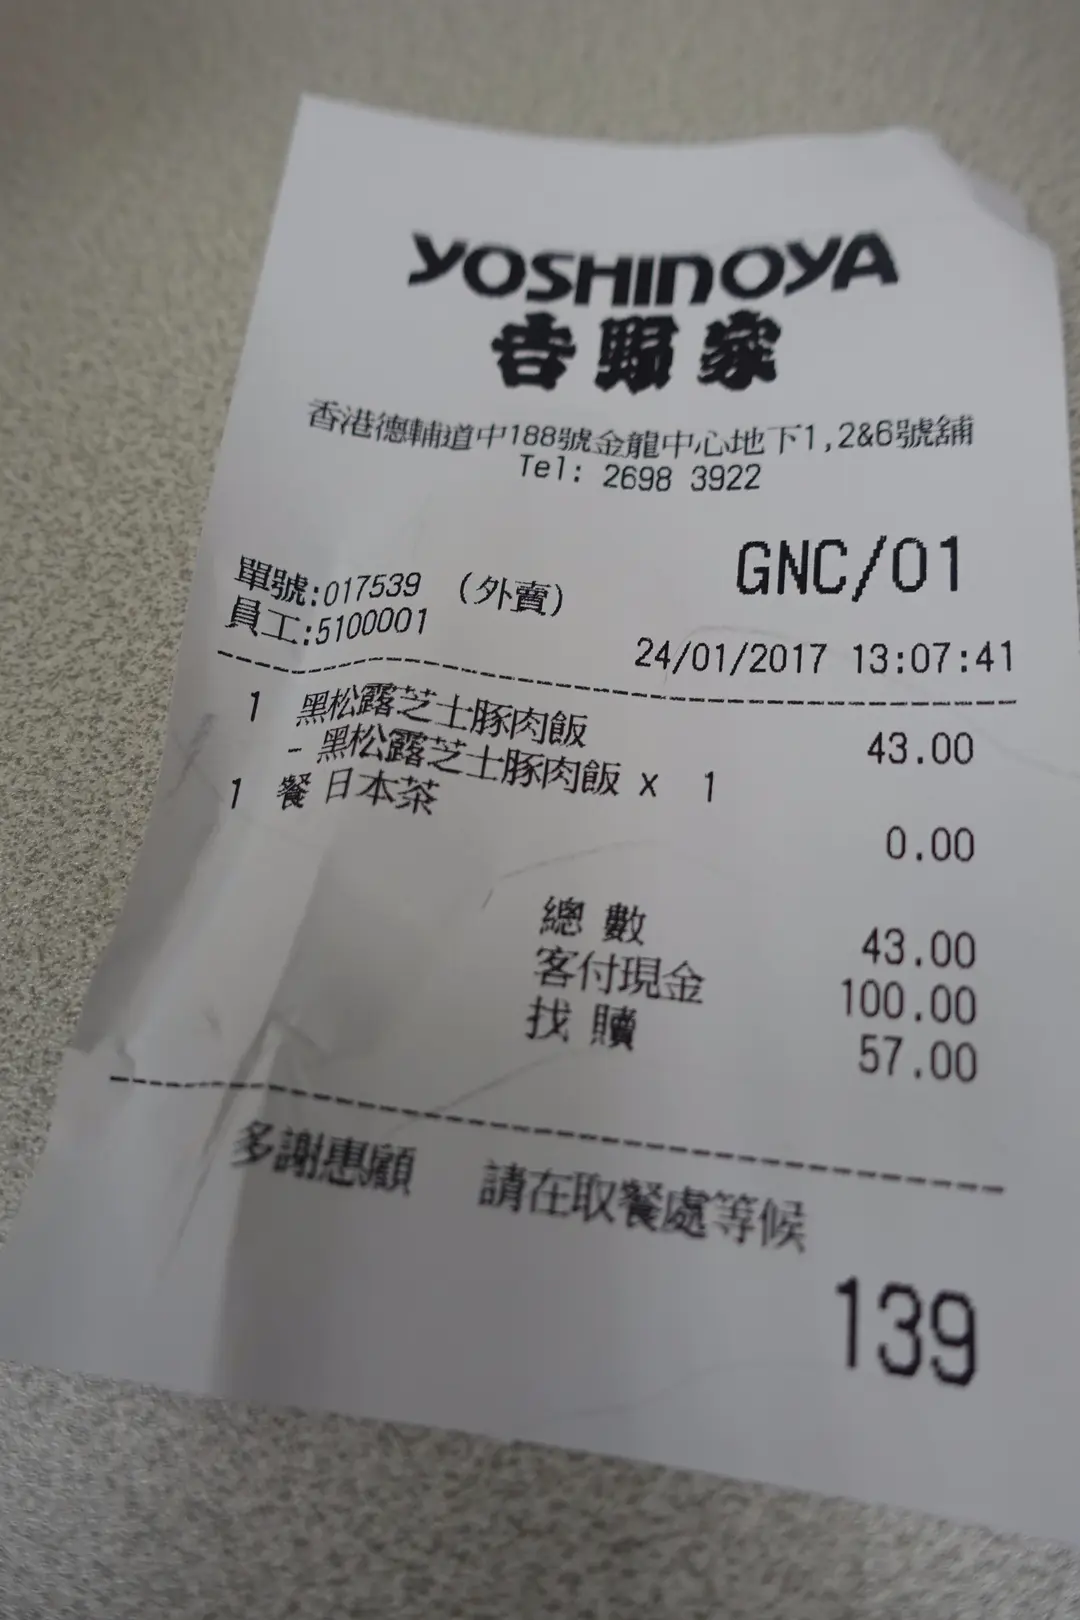 YOSHINOYA
吉野家
香港德輔道中188號金龍中心地下1,2&6號舖
Tel: 2698 3922
GNC/01
單號:017539 (外賣)
員工:5100001
24/01/2017 13:07:41
1 黑松露芝士豚肉飯 43.00
- 黑松露芝士豚肉飯 x 1
1 餐 日本茶 0.00
總 數 43.00
客付現金 100.00
找 贖 57.00
多謝惠顧 請在取餐處等候
139